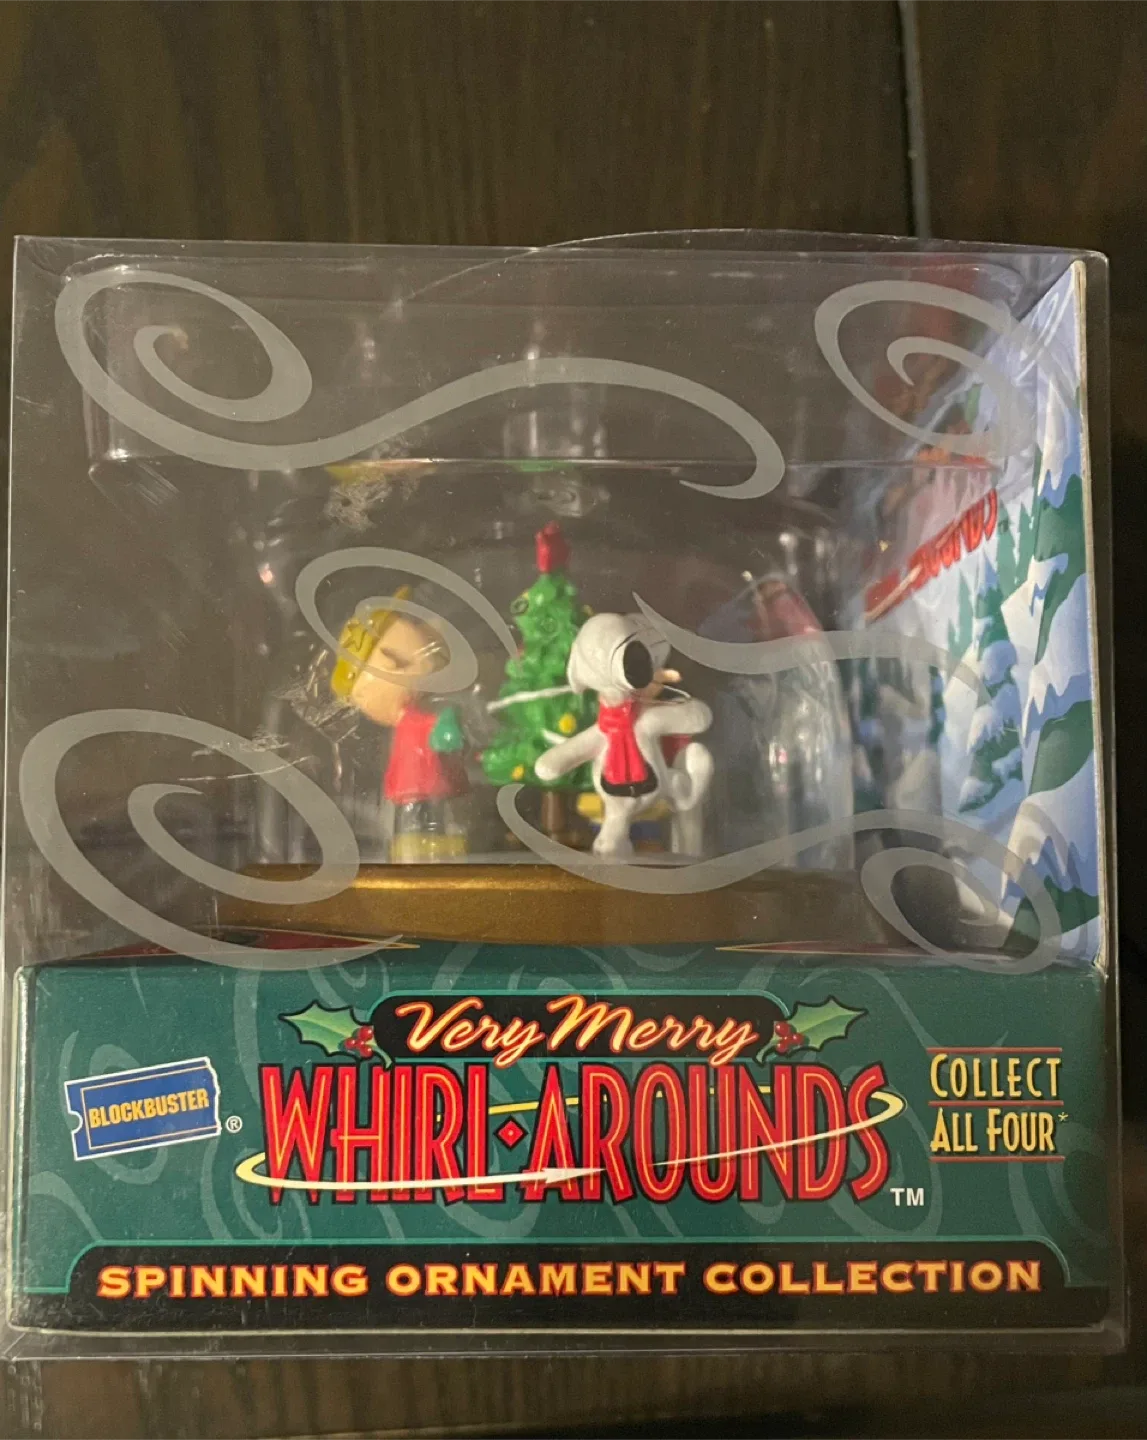 Very Merry
BLOCKBUSTER ®
WHIRL·AROUNDS TM
COLLECT
ALL FOUR*
SPINNING ORNAMENT COLLECTION